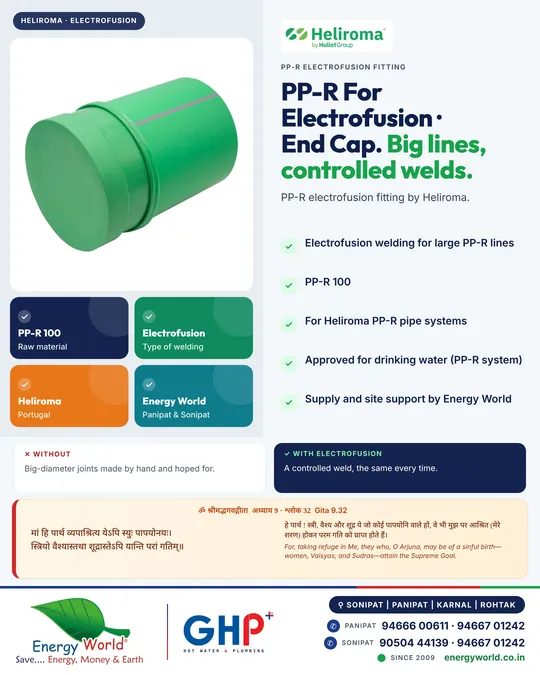 HELIROMA · ELECTROFUSION
Heliroma
by HuliotGroup
PP-R ELECTROFUSION FITTING
PP-R For
Electrofusion ·
End Cap. Big lines,
controlled welds.
PP-R electrofusion fitting by Heliroma.
Electrofusion welding for large PP-R lines
PP-R 100
For Heliroma PP-R pipe systems
Approved for drinking water (PP-R system)
Supply and site support by Energy World
PP-R 100
Raw material
Electrofusion
Type of welding
Heliroma
Portugal
Energy World
Panipat & Sonipat
✕ WITHOUT
Big-diameter joints made by hand and hoped for.
✓ WITH ELECTROFUSION
A controlled weld, the same every time.
ॐ श्रीमद्भगवद्गीता अध्याय 9 · श्लोक 32 Gita 9.32
मां हि पार्थ व्यपाश्रित्य येऽपि स्युः पापयोनयः।
स्त्रियो वैश्यास्तथा शूद्रास्तेऽपि यान्ति परां गतिम्॥
हे पार्थ ! स्त्री, वैश्य और शूद्र ये जो कोई पापयोनि वाले हों, वे भी मुझ पर आश्रित (मेरे
शरण) होकर परम गति को प्राप्त होते हैं।
For, taking refuge in Me, they who, O Arjuna, may be of a sinful birth—
women, Vaisyas, and Sudras—attain the Supreme Goal.
Energy World
Save.... Energy, Money & Earth
GHP+
HOT WATER & PLUMBING
SONIPAT | PANIPAT | KARNAL | ROHTAK
PANIPAT 94666 00611 · 94667 01242
SONIPAT 90504 44139 · 94667 01242
SINCE 2009 energyworld.co.in